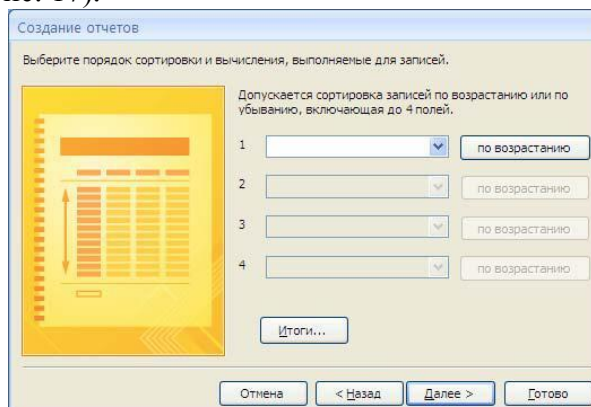 Создание отчетов
Выберите порядок сортировки и вычисления, выполняемые для записей.
Допускается сортировка записей по возрастанию или по
убыванию, включающая до 4 полей.
1 по возрастанию
2 по возрастанию
3 по возрастанию
4 по возрастанию
Итоги...
Отмена < Назад Далее > Готово